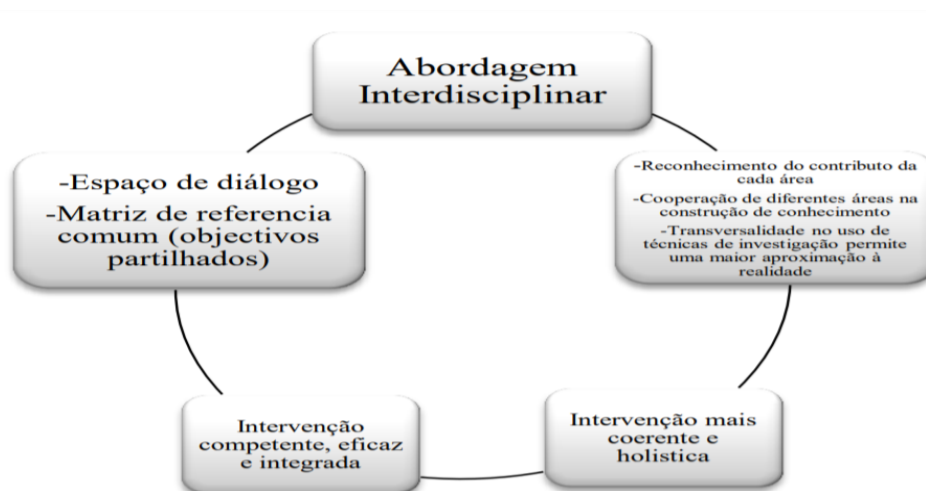 Abordagem
Interdisciplinar
-Espaço de diálogo
-Matriz de referencia
comum (objectivos
partilhados)
-Reconhecimento do contributo da
cada área
-Cooperação de diferentes áreas na
construção de conhecimento
-Transversalidade no uso de
técnicas de investigação permite
uma maior aproximação à
realidade
Intervenção
competente, eficaz
e integrada
Intervenção mais
coerente e
holistica